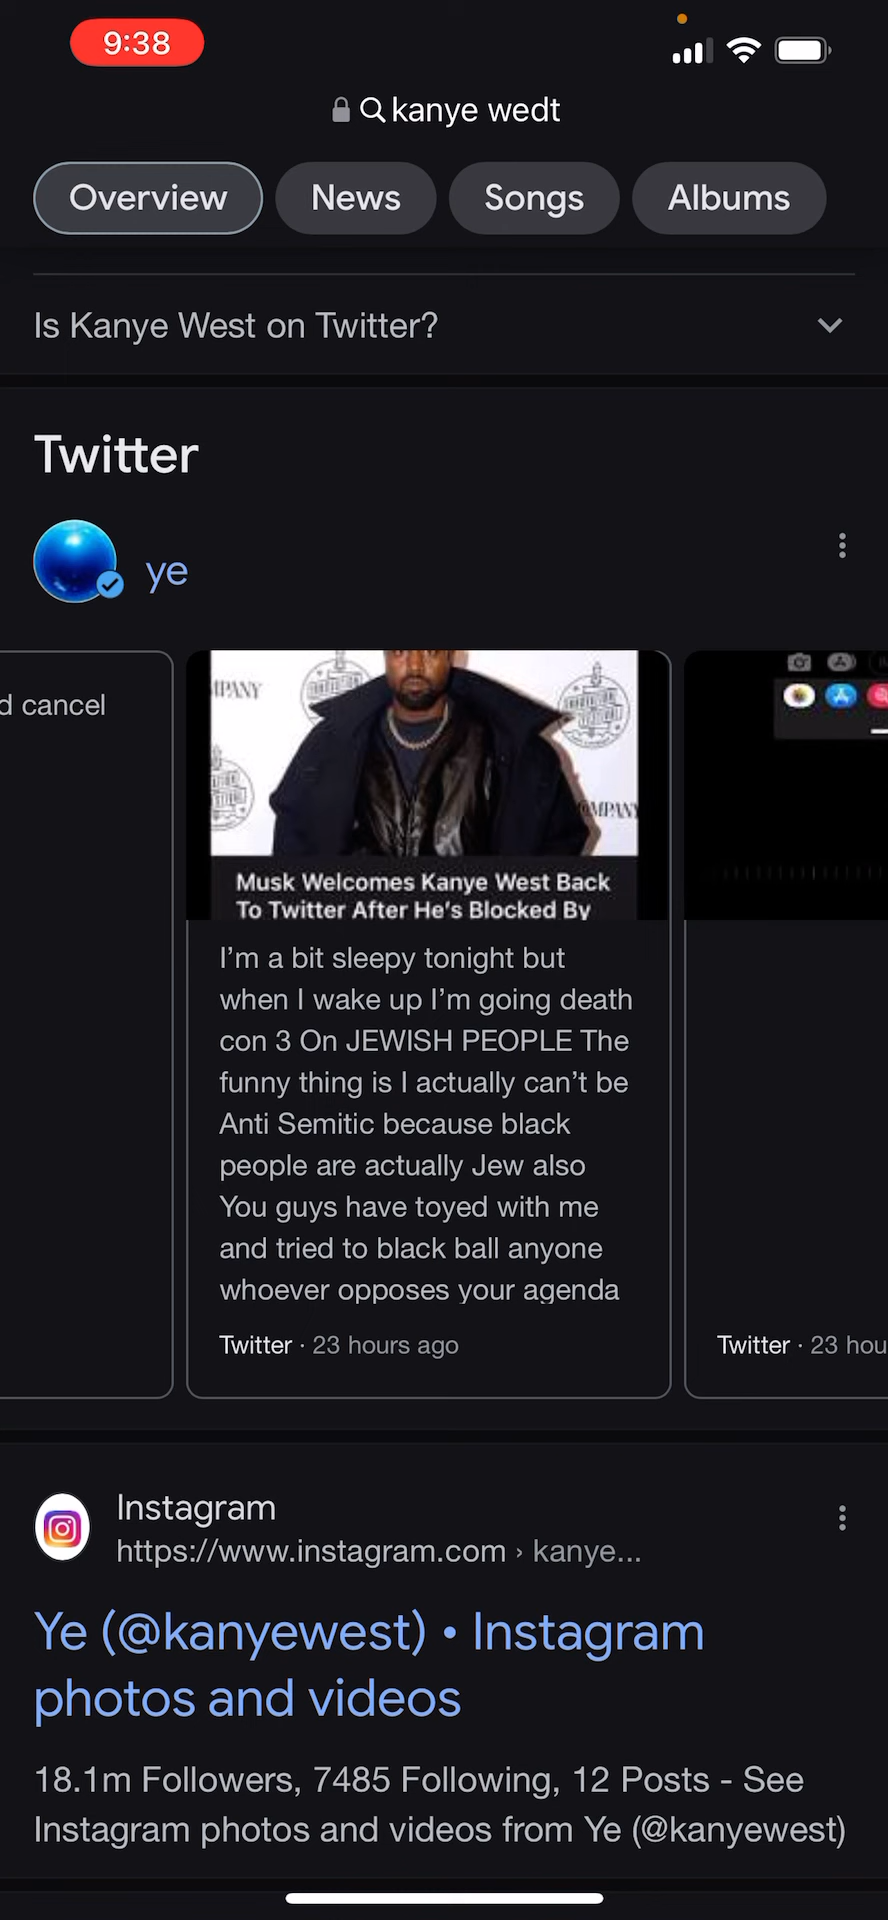 9:38
kanye wedt
Overview News Songs Albums
Is Kanye West on Twitter?
Twitter
ye
d cancel
MPANY
OMPANY
Musk Welcomes Kanye West Back
To Twitter After He's Blocked By
I'm a bit sleepy tonight but
when I wake up I'm going death
con 3 On JEWISH PEOPLE The
funny thing is I actually can't be
Anti Semitic because black
people are actually Jew also
You guys have toyed with me
and tried to black ball anyone
whoever opposes your agenda
Twitter · 23 hours ago
Twitter · 23 hou
Instagram
https://www.instagram.com › kanye...
Ye (@kanyewest) • Instagram
photos and videos
18.1m Followers, 7485 Following, 12 Posts - See
Instagram photos and videos from Ye (@kanyewest)